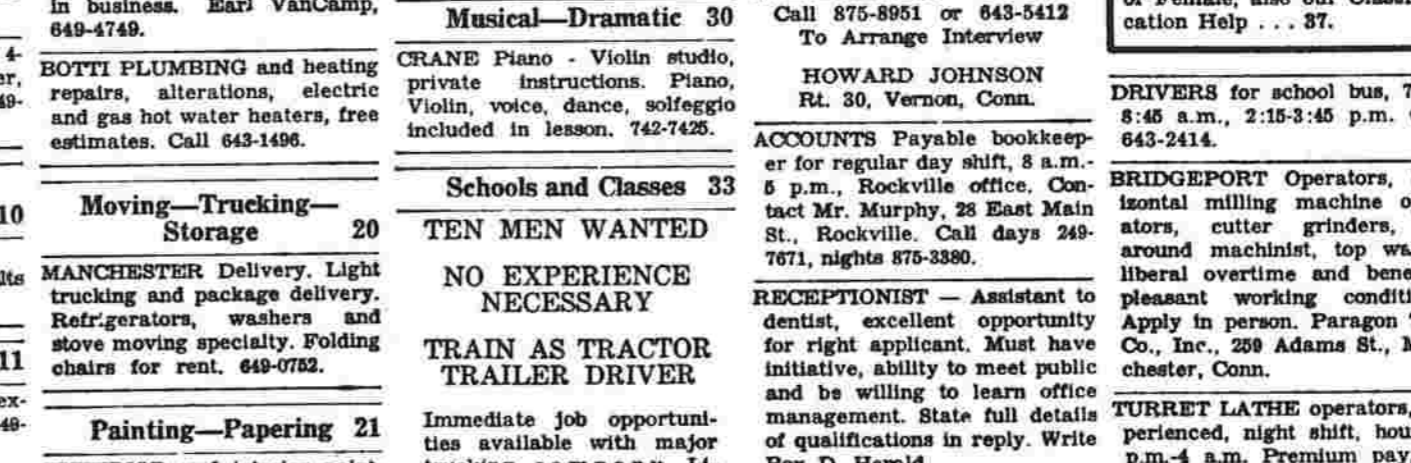 in business. Earl VanCamp,
649-4749.
BOTTI PLUMBING and heating
repairs, alterations, electric
and gas hot water heaters, free
estimates. Call 643-1496.
Moving—Trucking—
Storage 20
MANCHESTER Delivery. Light
trucking and package delivery.
Refrigerators, washers and
stove moving specialty. Folding
chairs for rent. 649-0752.
Painting—Papering 21
Musical—Dramatic 30
CRANE Piano - Violin studio,
private instructions. Piano,
Violin, voice, dance, solfeggio
included in lesson. 742-7425.
Schools and Classes 33
TEN MEN WANTED
NO EXPERIENCE
NECESSARY
TRAIN AS TRACTOR
TRAILER DRIVER
Immediate job opportuni-
ties available with major
Call 875-8951 or 643-5412
To Arrange Interview
HOWARD JOHNSON
Rt. 30, Vernon, Conn.
ACCOUNTS Payable bookkeep-
er for regular day shift, 8 a.m.-
5 p.m., Rockville office. Con-
tact Mr. Murphy, 28 East Main
St., Rockville. Call days 249-
7671, nights 875-3380.
RECEPTIONIST — Assistant to
dentist, excellent opportunity
for right applicant. Must have
initiative, ability to meet public
and be willing to learn office
management. State full details
of qualifications in reply. Write
Box D, Herald
cation Help . . . 37.
DRIVERS for school bus, 7
8:45 a.m., 2:15-3:45 p.m.
643-2414.
BRIDGEPORT Operators,
izontal milling machine o
ators, cutter grinders,
around machinist, top wa
liberal overtime and bene
pleasant working conditi
Apply in person. Paragon
Co., Inc., 259 Adams St., M
chester, Conn.
TURRET LATHE operators,
perienced, night shift, hou
p.m.-4 a.m. Premium pay